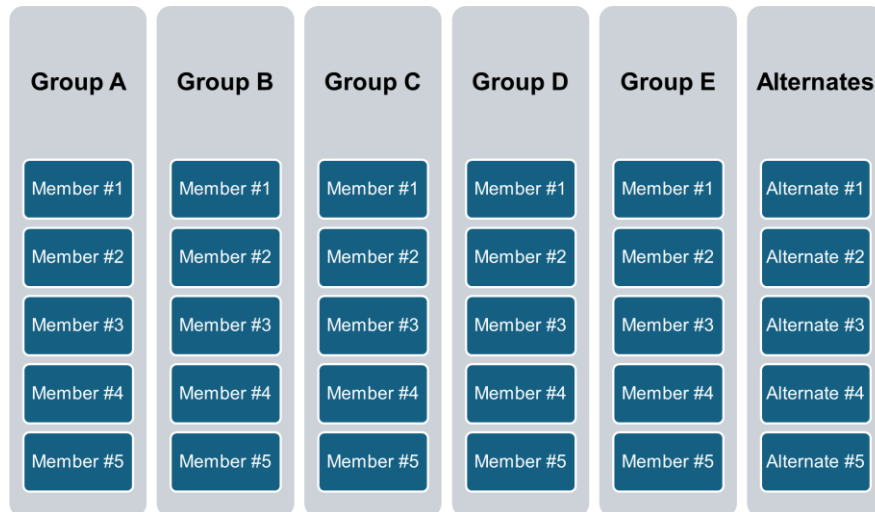 Group A
Member #1
Member #2
Member #3
Member #4
Member #5
Group B
Member #1
Member #2
Member #3
Member #4
Member #5
Group C
Member #1
Member #2
Member #3
Member #4
Member #5
Group D
Member #1
Member #2
Member #3
Member #4
Member #5
Group E
Member #1
Member #2
Member #3
Member #4
Member #5
Alternates
Alternate #1
Alternate #2
Alternate #3
Alternate #4
Alternate #5